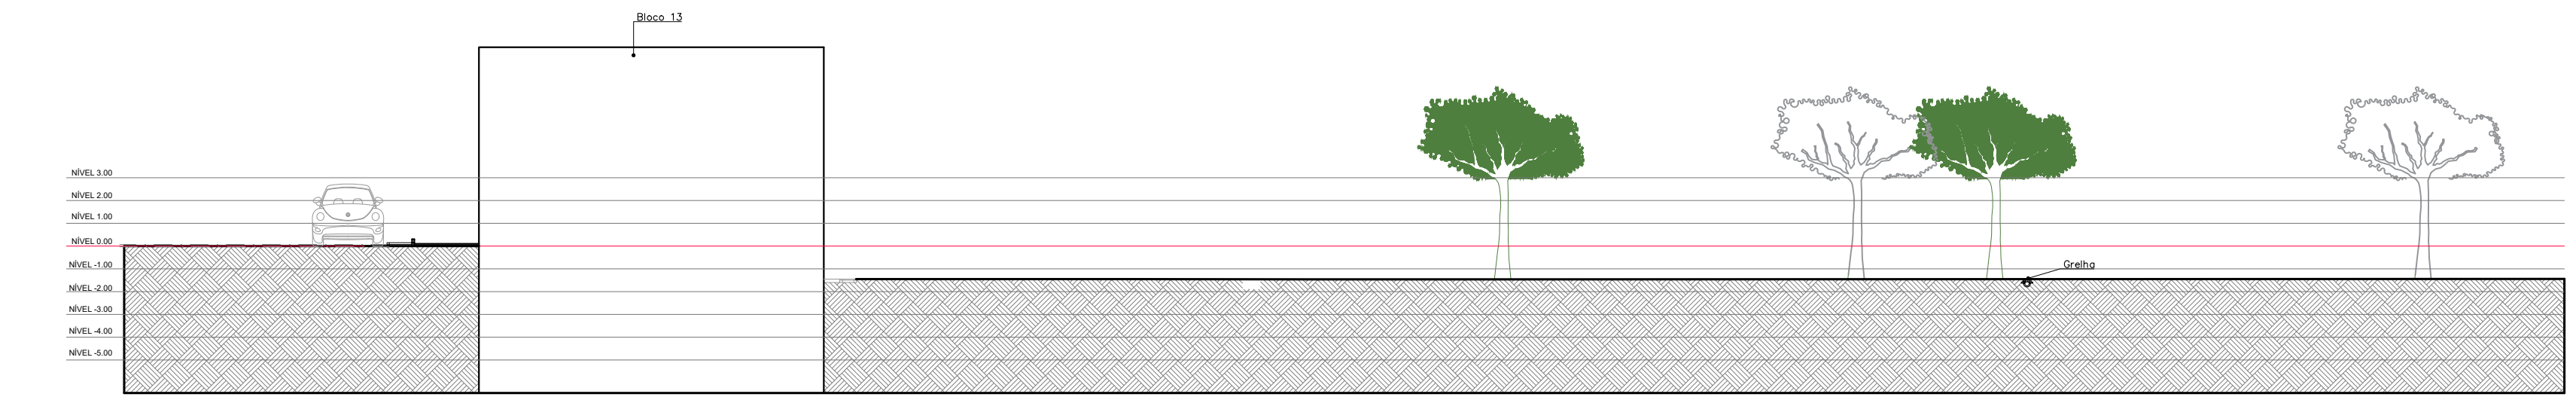 Bloco 13
NÍVEL 3.00
NÍVEL 2.00
NÍVEL 1.00
NÍVEL 0.00
NÍVEL -1.00
Grelha
NÍVEL -2.00
NÍVEL -3.00
NÍVEL -4.00
NÍVEL -5.00